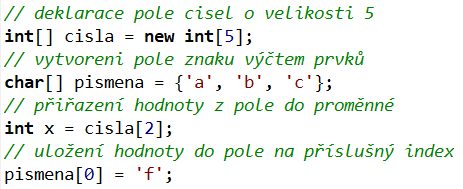 // deklarace pole cisel o velikosti 5
int[] cisla = new int[5];
// vytvoreni pole znaku výčtem prvků
char[] pismena = {'a', 'b', 'c'};
// přiřazení hodnoty z pole do proměnné
int x = cisla[2];
// uložení hodnoty do pole na příslušný index
pismena[0] = 'f';